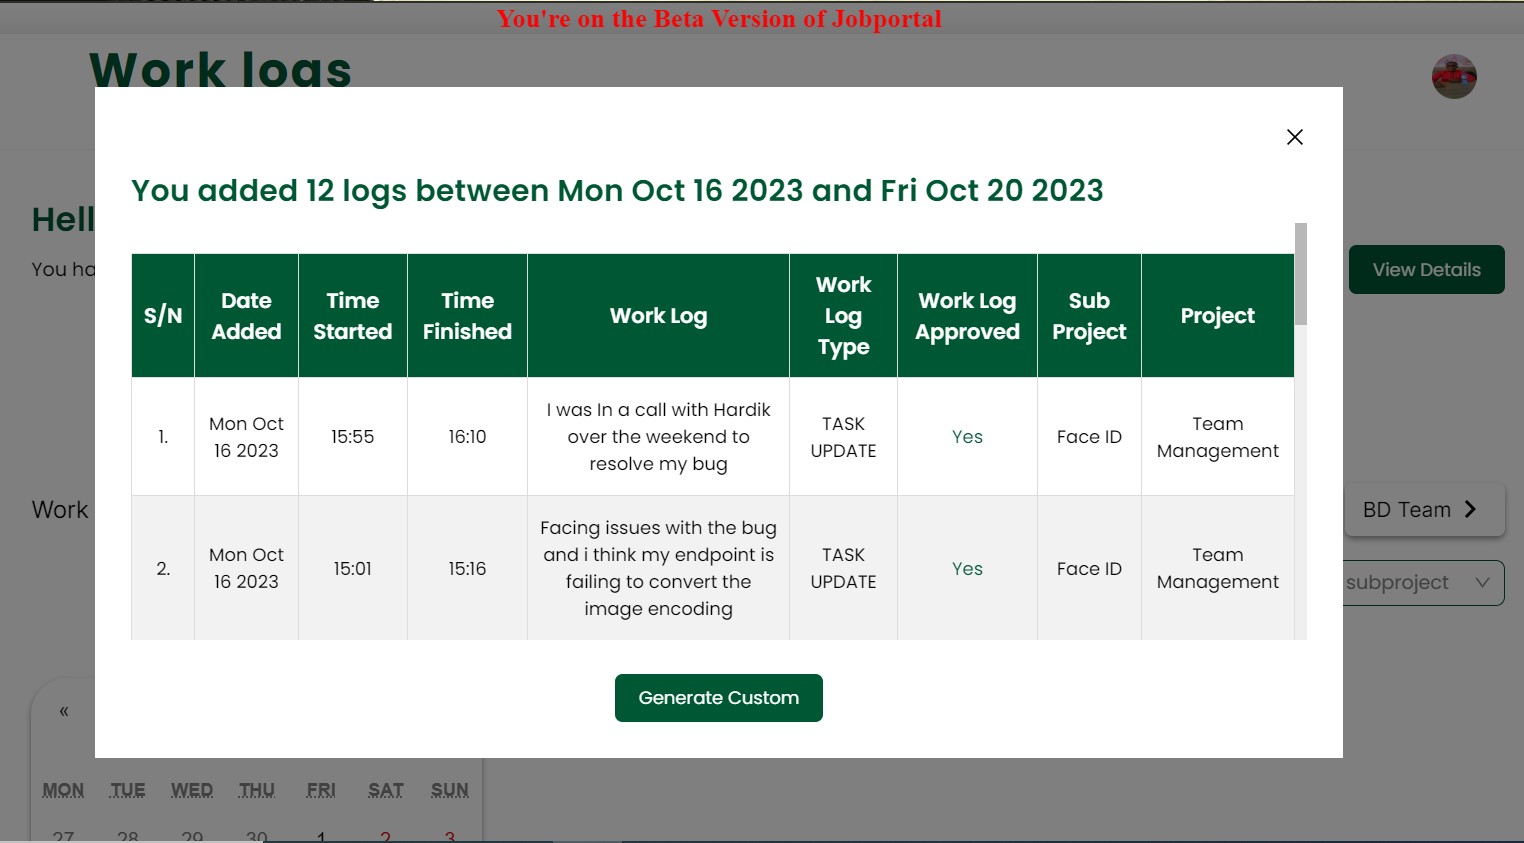 You're on the Beta Version of Jobportal
Work logs
You added 12 logs between Mon Oct 16 2023 and Fri Oct 20 2023
Hell
You ha
View Details
S/N
Date Added
Time Started
Time Finished
Work Log
Work Log Type
Work Log Approved
Sub Project
Project
1.
Mon Oct 16 2023
15:55
16:10
I was In a call with Hardik
over the weekend to
resolve my bug
TASK UPDATE
Yes
Face ID
Team Management
2.
Mon Oct 16 2023
15:01
15:16
Facing issues with the bug
and i think my endpoint is
failing to convert the
image encoding
TASK UPDATE
Yes
Face ID
Team Management
Work
BD Team
subproject
Generate Custom
«
MON TUE WED THU FRI SAT SUN
27 28 29 30 1 2 3